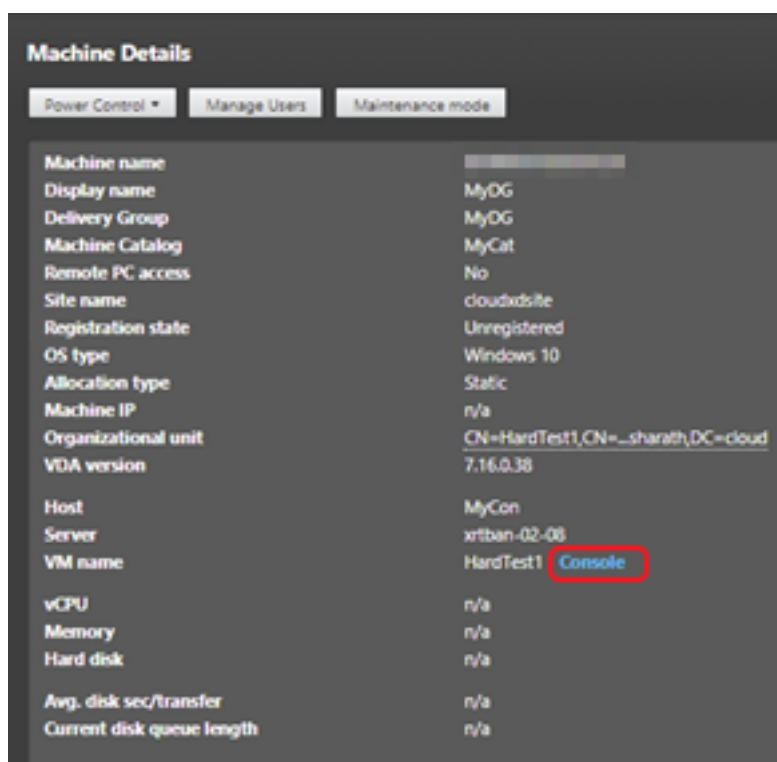 Machine Details
Power Control Manage Users Maintenance mode
Machine name
Display name MyDG
Delivery Group MyDG
Machine Catalog MyCat
Remote PC access No
Site name cloudxdsite
Registration state Unregistered
OS type Windows 10
Allocation type Static
Machine IP n/a
Organizational unit CN=HardTest1,CN=...sharath,DC=cloud
VDA version 7.16.0.38
Host MyCon
Server xrtban-02-08
VM name HardTest1 Console
vCPU n/a
Memory n/a
Hard disk n/a
Avg. disk sec/transfer n/a
Current disk queue length n/a